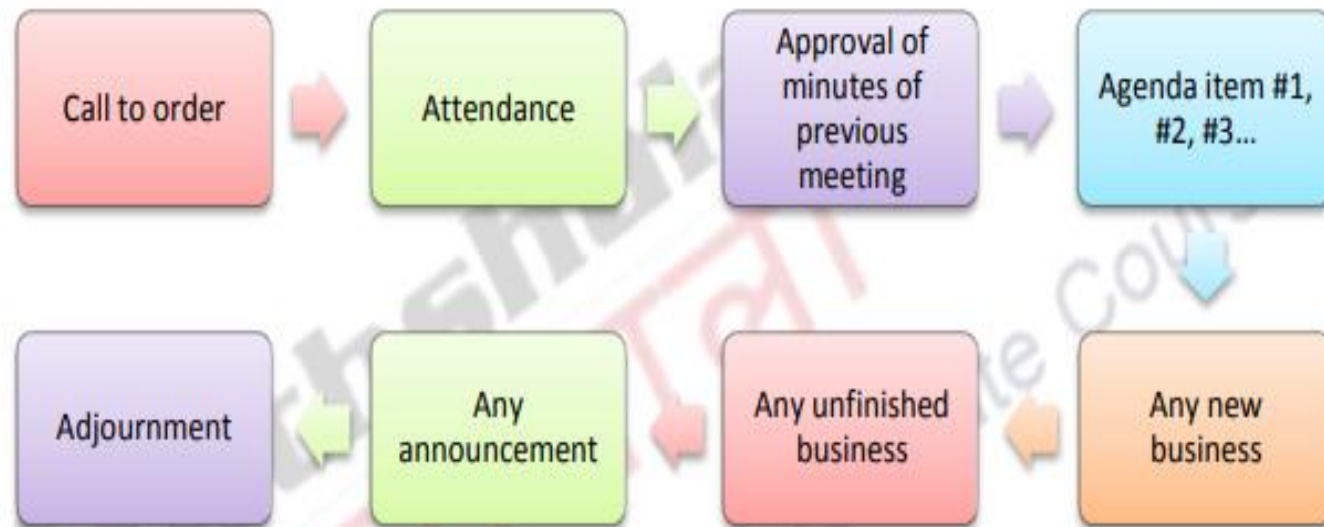 Call to order
Attendance
Approval of
minutes of
previous
meeting
Agenda item #1,
#2, #3...
Any new
business
Any unfinished
business
Any
announcement
Adjournment